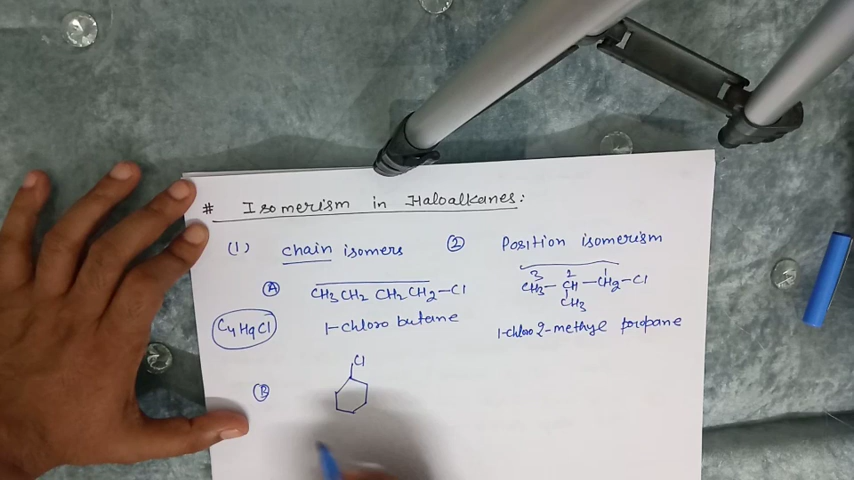 # Isomerism in Haloalkanes:
(1) chain isomers ② Position isomerism
Ⓐ CH3CH2 CH2CH2-Cl
3 2 1
CH3-CH-CH2-Cl
CH3
C4H9Cl 1-chloro butane 1-chloro 2-methyl propane
Cl
Ⓑ